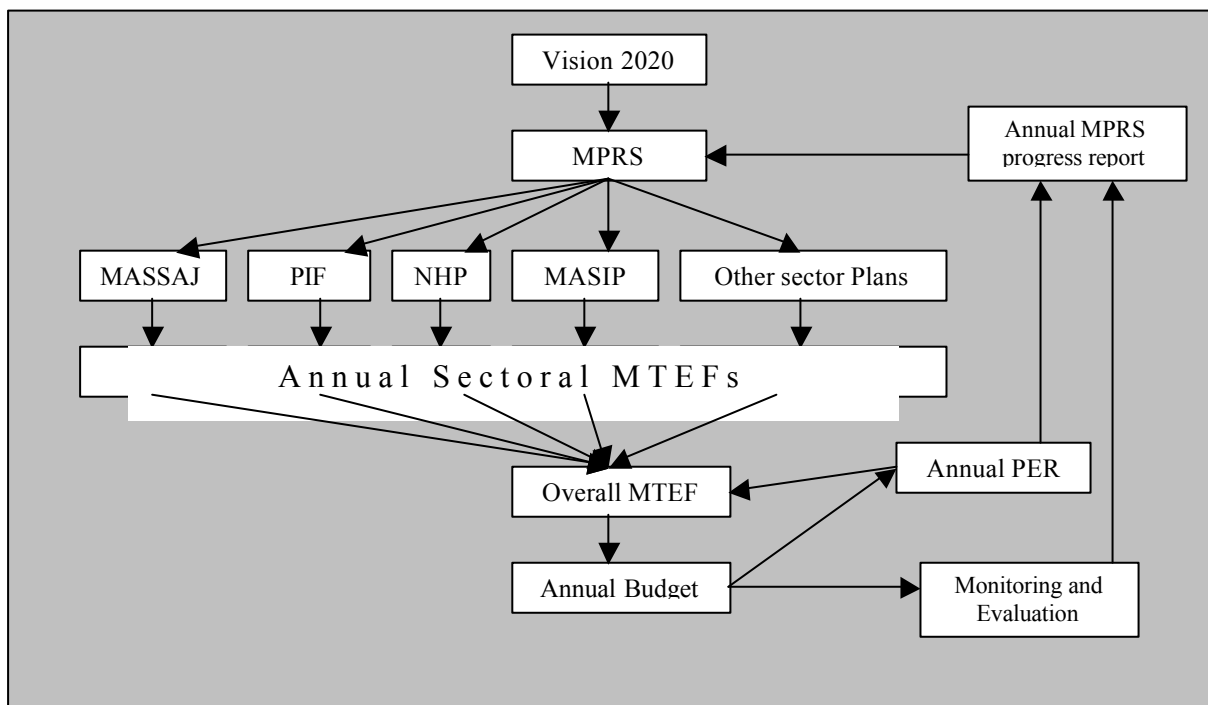 Vision 2020
MPRS
Annual MPRS
progress report
MASSAJ
PIF
NHP
MASIP
Other sector Plans
Annual Sectoral MTEFs
Overall MTEF
Annual PER
Annual Budget
Monitoring and
Evaluation